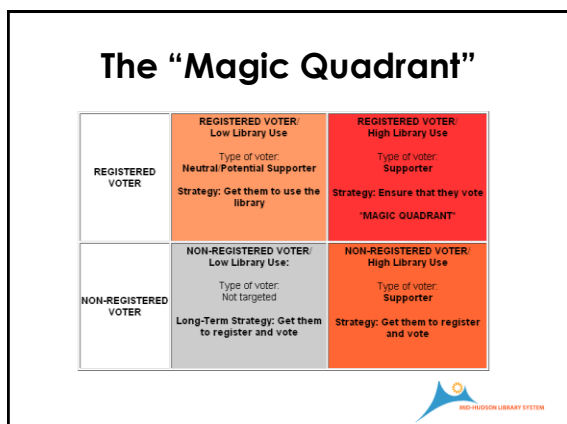 The “Magic Quadrant”
REGISTERED
VOTER
REGISTERED VOTER/
Low Library Use
Type of voter:
Neutral/Potential Supporter
Strategy: Get them to use the
library
REGISTERED VOTER/
High Library Use
Type of voter:
Supporter
Strategy: Ensure that they vote
"MAGIC QUADRANT"
NON-REGISTERED
VOTER
NON-REGISTERED VOTER/
Low Library Use:
Type of voter:
Not targeted
Long-Term Strategy: Get them
to register and vote
NON-REGISTERED VOTER/
High Library Use
Type of voter:
Supporter
Strategy: Get them to register
and vote
MID-HUDSON LIBRARY SYSTEM